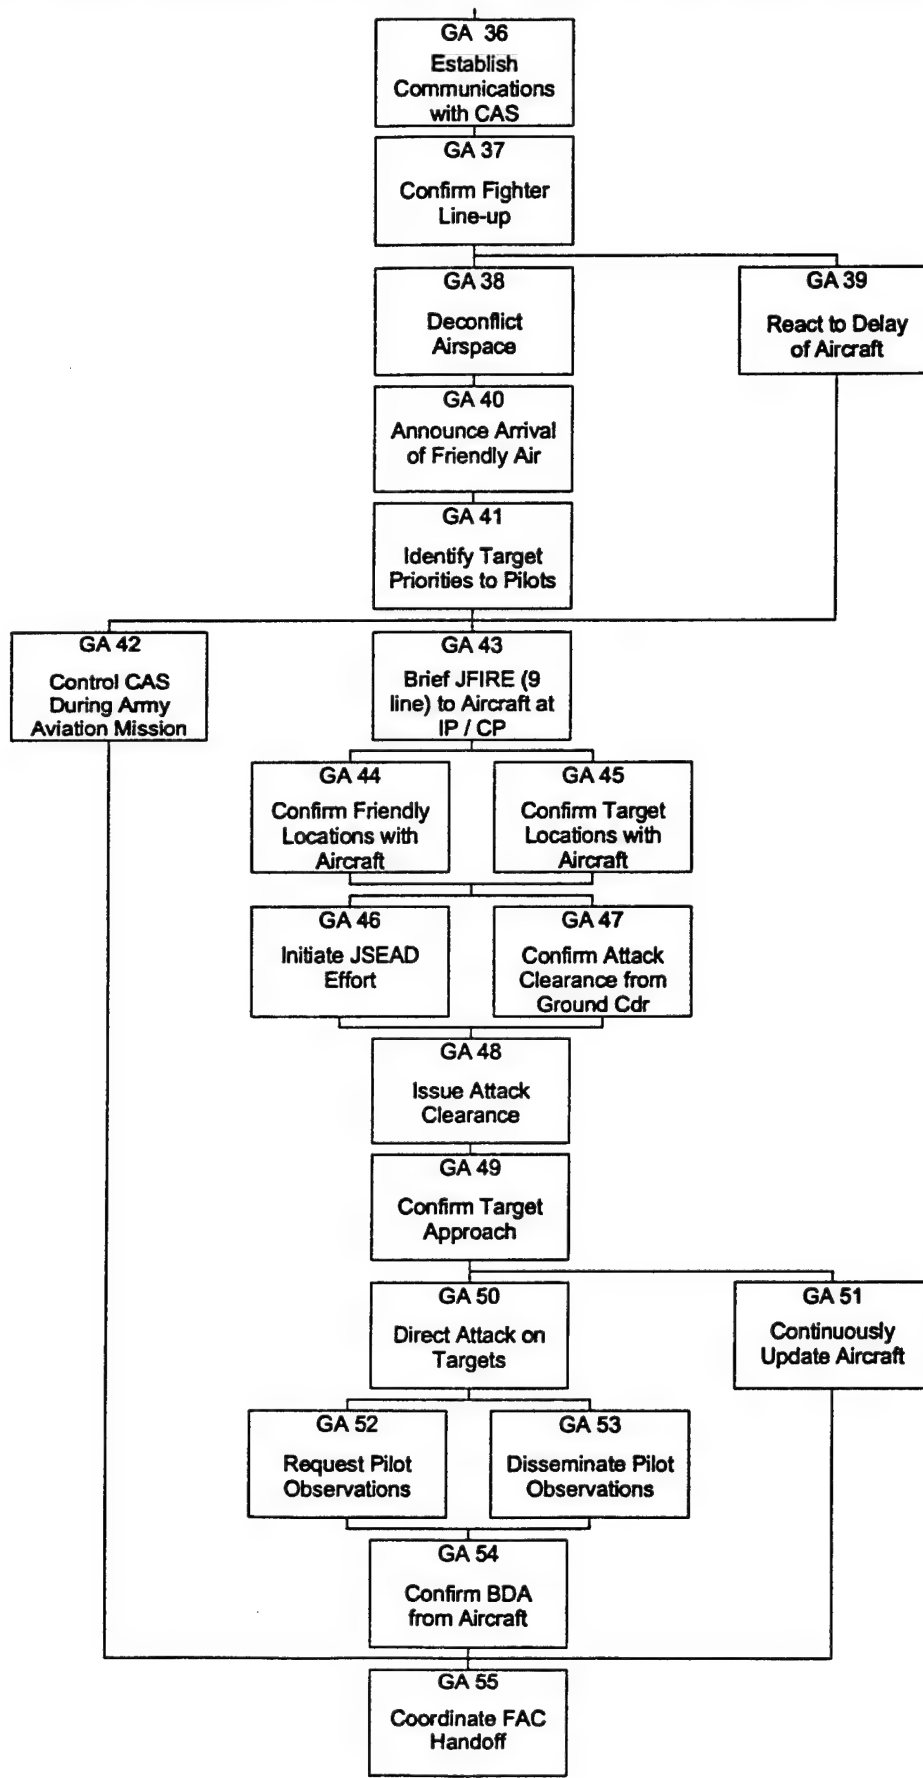 GA 36
Establish
Communications
with CAS
GA 37
Confirm Fighter
Line-up
GA 38
Deconflict
Airspace
GA 39
React to Delay
of Aircraft
GA 40
Announce Arrival
of Friendly Air
GA 41
Identify Target
Priorities to Pilots
GA 42
Control CAS
During Army
Aviation Mission
GA 43
Brief JFIRE (9
line) to Aircraft at
IP / CP
GA 44
Confirm Friendly
Locations with
Aircraft
GA 45
Confirm Target
Locations with
Aircraft
GA 46
Initiate JSEAD
Effort
GA 47
Confirm Attack
Clearance from
Ground Cdr
GA 48
Issue Attack
Clearance
GA 49
Confirm Target
Approach
GA 50
Direct Attack on
Targets
GA 51
Continuously
Update Aircraft
GA 52
Request Pilot
Observations
GA 53
Disseminate Pilot
Observations
GA 54
Confirm BDA
from Aircraft
GA 55
Coordinate FAC
Handoff